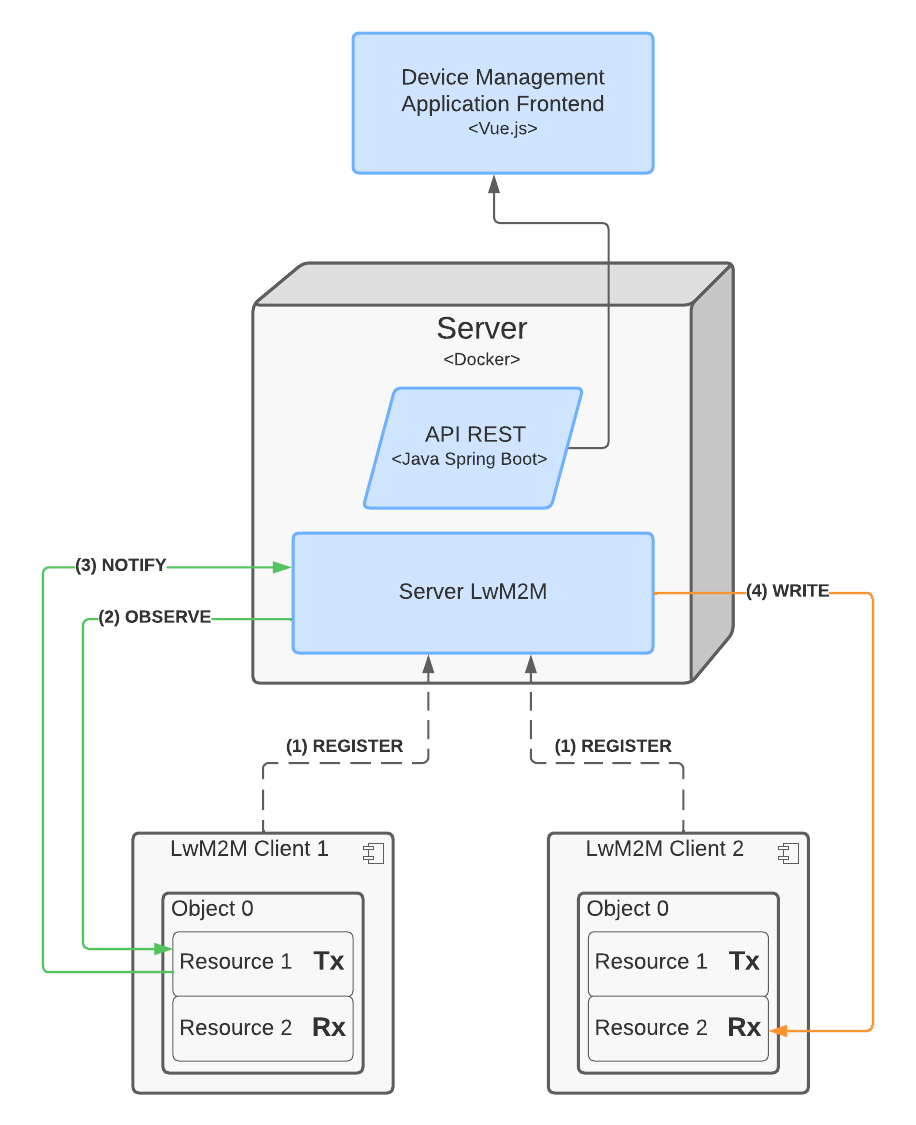 Device Management
Application Frontend
<Vue.js>
Server
<Docker>
API REST
<Java Spring Boot>
(3) NOTIFY
Server LwM2M
(4) WRITE
(2) OBSERVE
(1) REGISTER
(1) REGISTER
LwM2M Client 1
Object 0
Resource 1 Tx
Resource 2 Rx
LwM2M Client 2
Object 0
Resource 1 Tx
Resource 2 Rx